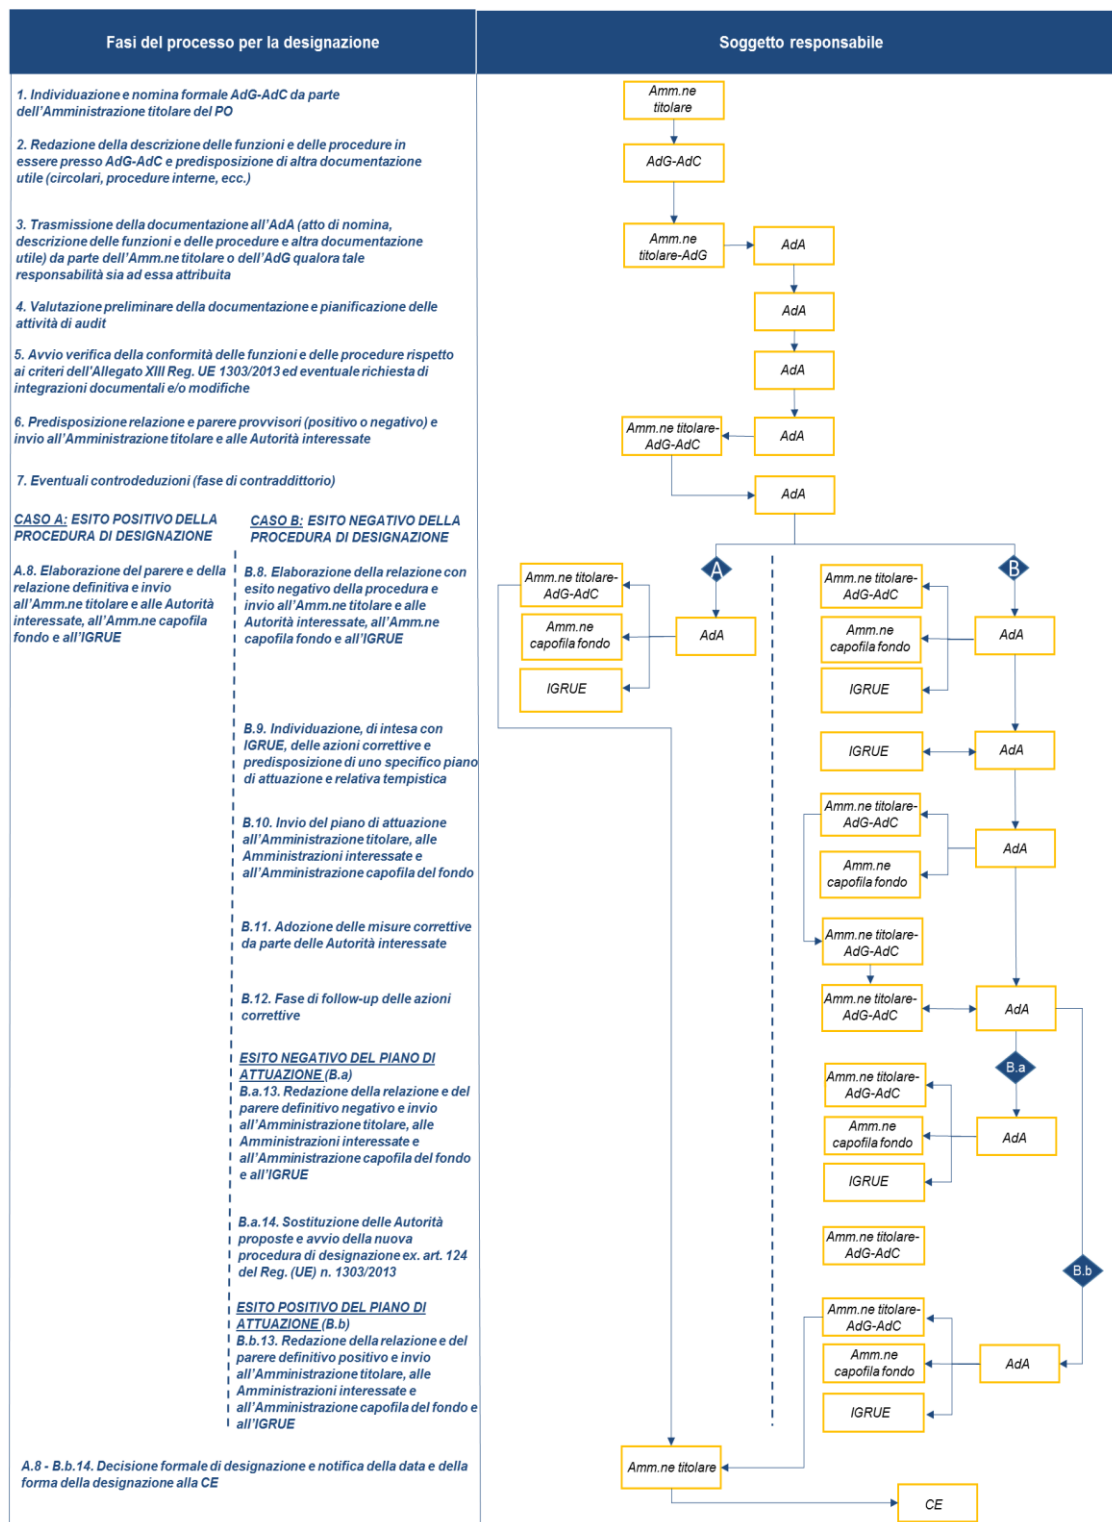 Fasi del processo per la designazione
Soggetto responsabile
1. Individuazione e nomina formale AdG-AdC da parte
dell'Amministrazione titolare del PO
2. Redazione della descrizione delle funzioni e delle procedure in
essere presso AdG-AdC e predisposizione di altra documentazione
utile (circolari, procedure interne, ecc.)
3. Trasmissione della documentazione all'AdA (atto di nomina,
descrizione delle funzioni e delle procedure e altra documentazione
utile) da parte dell'Amm.ne titolare o dell'AdG qualora tale
responsabilità sia ad essa attribuita
4. Valutazione preliminare della documentazione e pianificazione delle
attività di audit
5. Avvio verifica della conformità delle funzioni e delle procedure rispetto
ai criteri dell'Allegato XIII Reg. UE 1303/2013 ed eventuale richiesta di
integrazioni documentali e/o modifiche
6. Predisposizione relazione e parere provvisori (positivo o negativo) e
invio all'Amministrazione titolare e alle Autorità interessate
7. Eventuali controdeduzioni (fase di contraddittorio)
CASO A: ESITO POSITIVO DELLA
PROCEDURA DI DESIGNAZIONE
A.8. Elaborazione del parere e della
relazione definitiva e invio
all'Amm.ne titolare e alle Autorità
interessate, all'Amm.ne capofila
fondo e all'IGRUE
CASO B: ESITO NEGATIVO DELLA
PROCEDURA DI DESIGNAZIONE
B.8. Elaborazione della relazione con
esito negativo della procedura e
invio all'Amm.ne titolare e alle
Autorità interessate, all'Amm.ne
capofila fondo e all'IGRUE
B.9. Individuazione, di intesa con
IGRUE, delle azioni correttive e
predisposizione di uno specifico piano
di attuazione e relativa tempistica
B.10. Invio del piano di attuazione
all'Amministrazione titolare, alle
Amministrazioni interessate e
all'Amministrazione capofila del fondo
B.11. Adozione delle misure correttive
da parte delle Autorità interessate
B.12. Fase di follow-up delle azioni
correttive
ESITO NEGATIVO DEL PIANO DI
ATTUAZIONE (B.a)
B.a.13. Redazione della relazione e del
parere definitivo negativo e invio
all'Amministrazione titolare, alle
Amministrazioni interessate e
all'Amministrazione capofila del fondo
e all'IGRUE
B.a.14. Sostituzione delle Autorità
proposte e avvio della nuova
procedura di designazione ex. art. 124
del Reg. (UE) n. 1303/2013
ESITO POSITIVO DEL PIANO DI
ATTUAZIONE (B.b)
B.b.13. Redazione della relazione e del
parere definitivo positivo e invio
all'Amministrazione titolare, alle
Amministrazioni interessate e
all'Amministrazione capofila del fondo e
all'IGRUE
A.8 - B.b.14. Decisione formale di designazione e notifica della data e della
forma della designazione alla CE
Amm.ne
titolare
AdG-AdC
Amm.ne
titolare-AdG
AdA
AdA
AdA
Amm.ne titolare-
AdG-AdC
AdA
AdA
A
Amm.ne titolare-
AdG-AdC
Amm.ne
capofila fondo
AdA
IGRUE
B
Amm.ne titolare-
AdG-AdC
Amm.ne
capofila fondo
AdA
IGRUE
IGRUE
AdA
Amm.ne titolare-
AdG-AdC
AdA
Amm.ne
capofila fondo
Amm.ne titolare-
AdG-AdC
Amm.ne titolare-
AdG-AdC
AdA
B.a
Amm.ne titolare-
AdG-AdC
Amm.ne
capofila fondo
AdA
IGRUE
Amm.ne titolare-
AdG-AdC
B.b
Amm.ne titolare-
AdG-AdC
Amm.ne
capofila fondo
AdA
IGRUE
Amm.ne titolare
CE